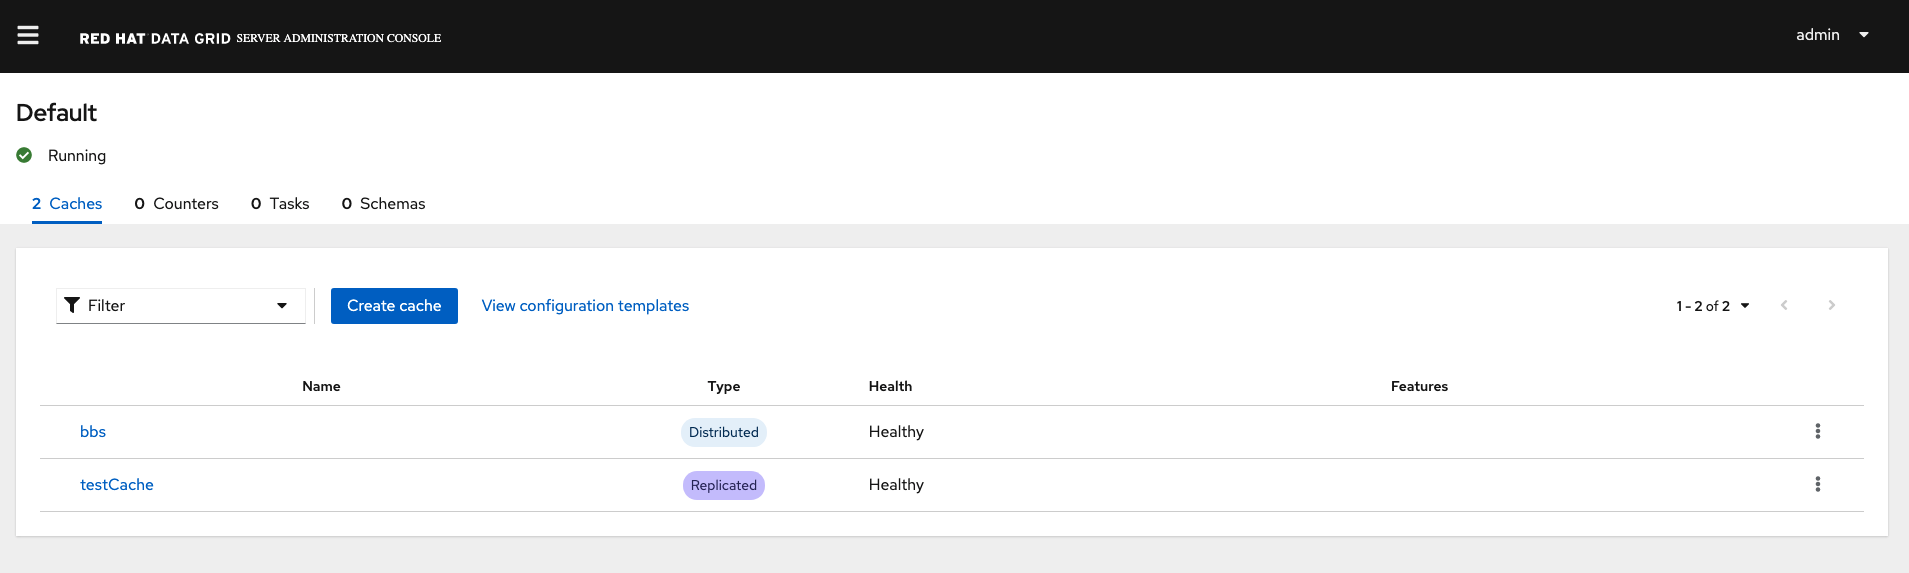 RED HAT DATA GRID SERVER ADMINISTRATION CONSOLE admin
Default
Running
2 Caches 0 Counters 0 Tasks 0 Schemas
Filter Create cache View configuration templates 1 - 2 of 2
Name Type Health Features
bbs Distributed Healthy
testCache Replicated Healthy